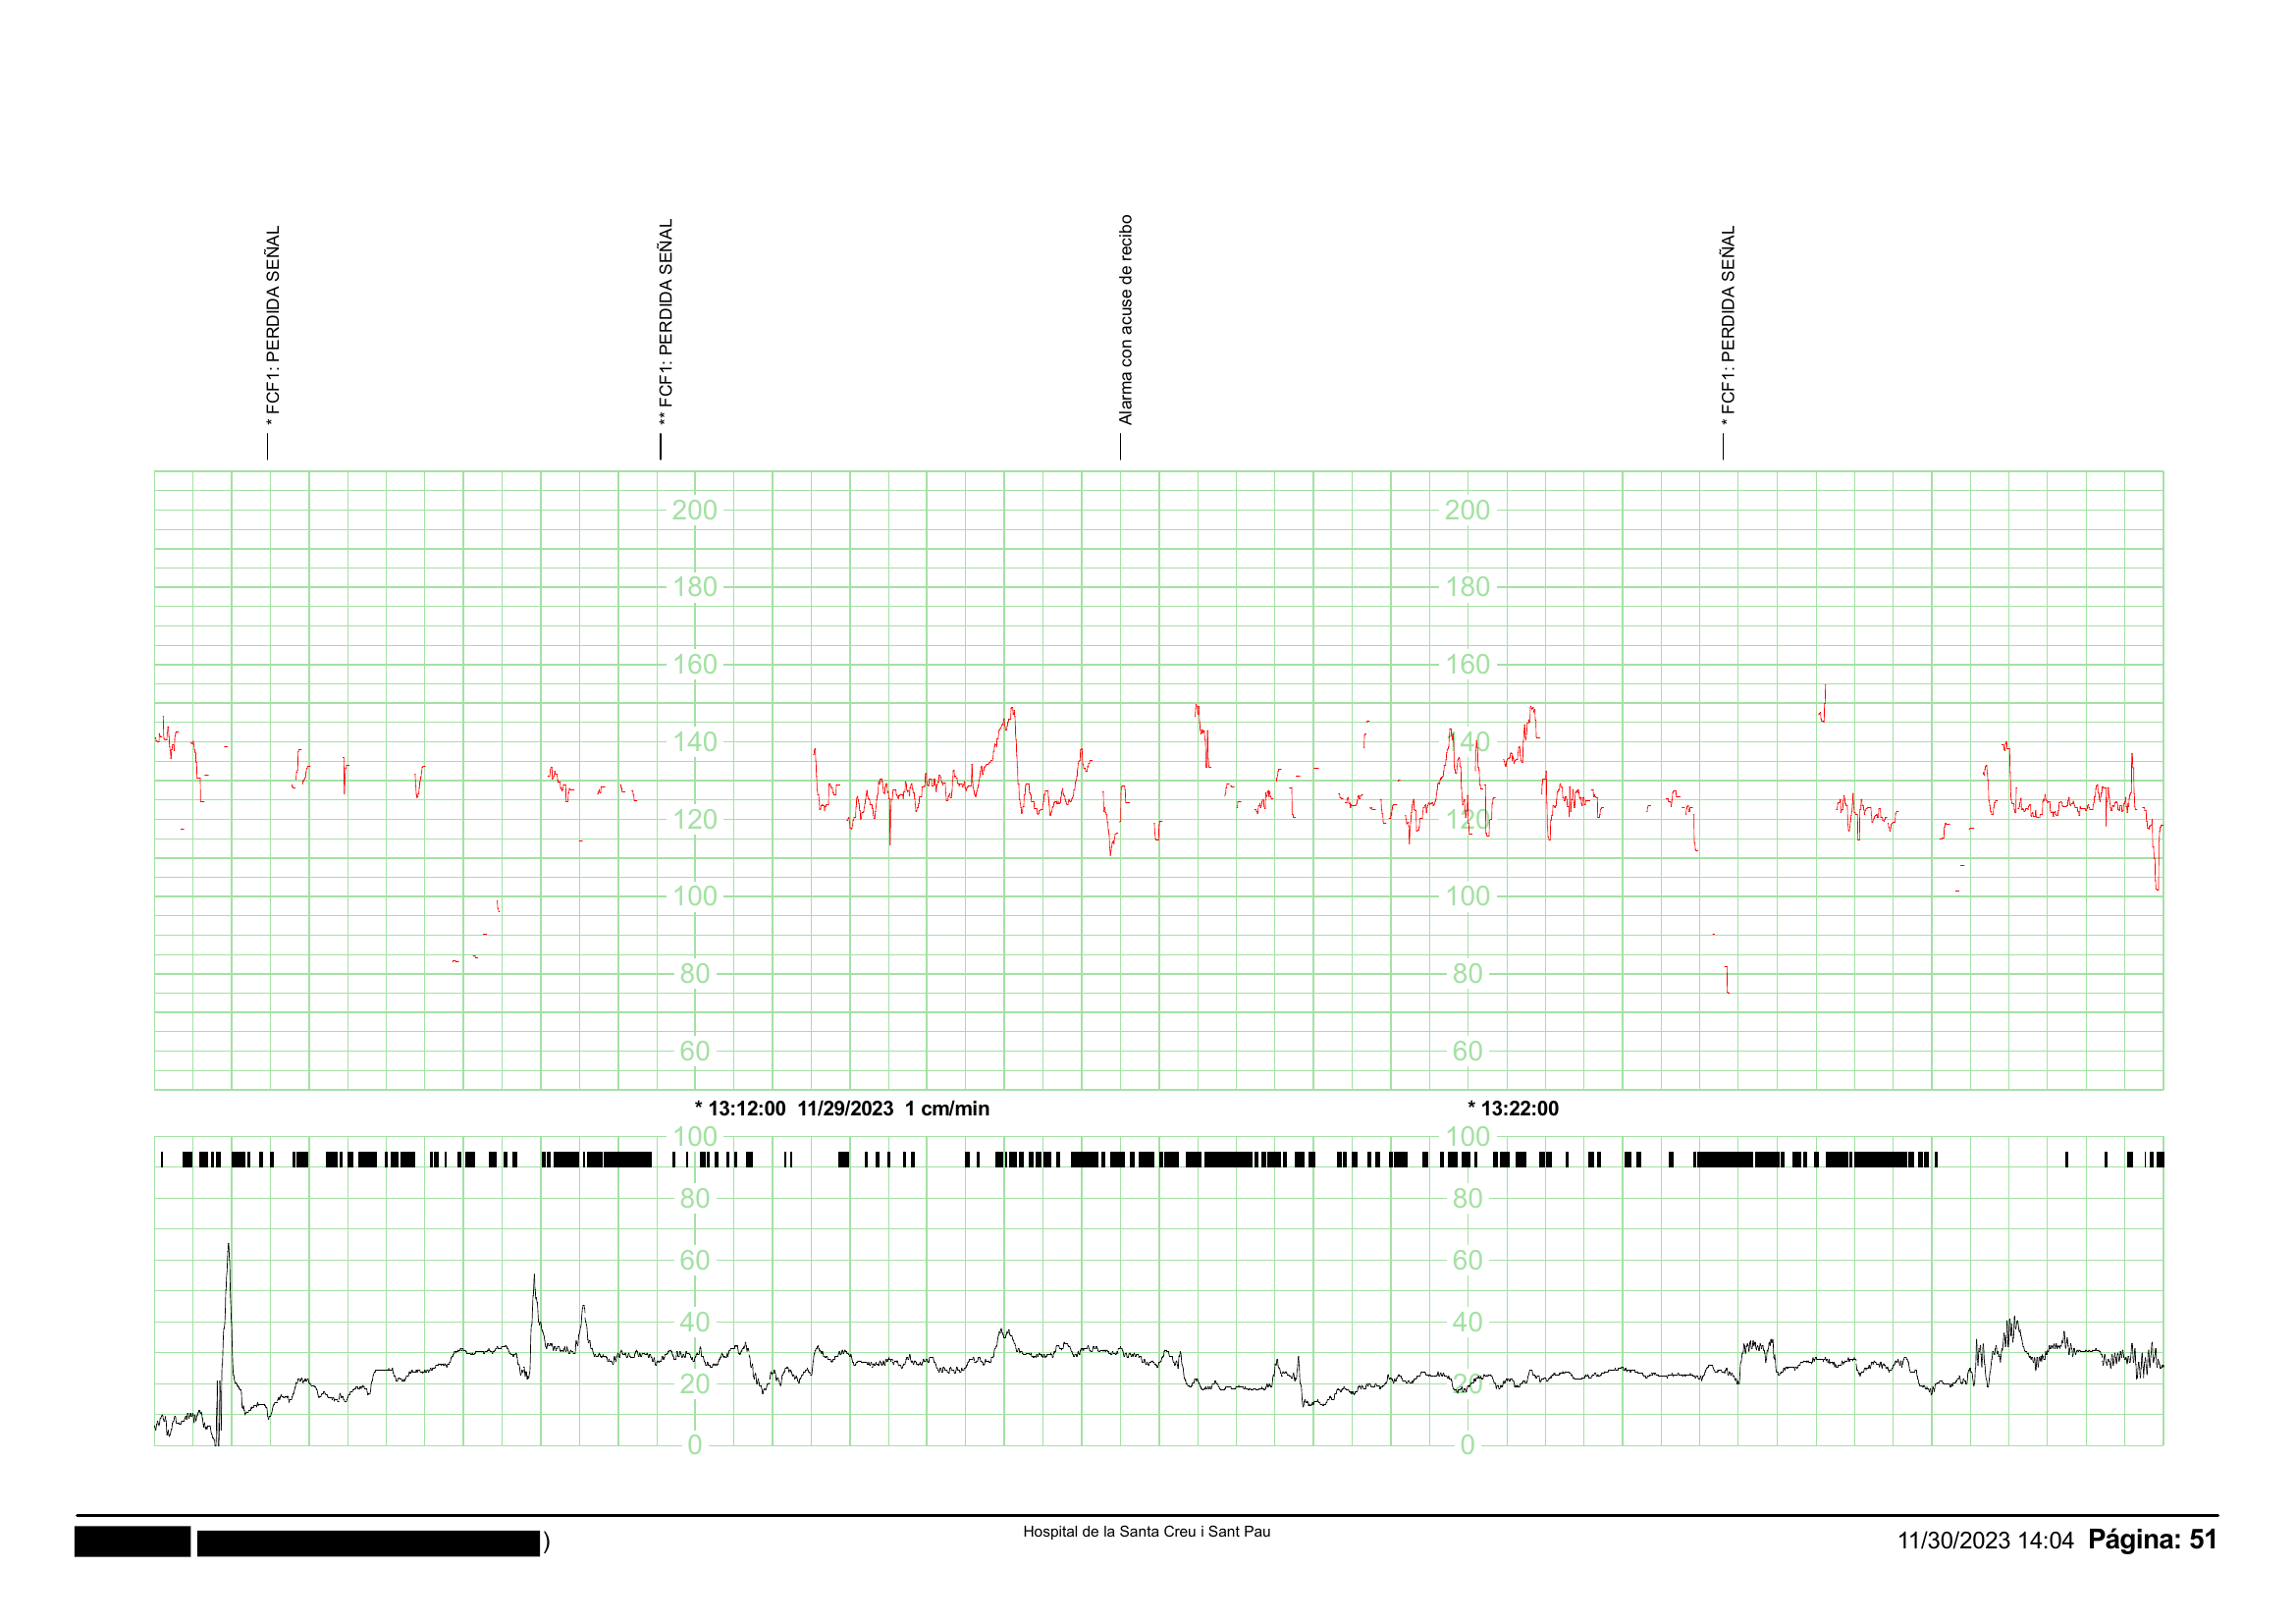 * FCF1: PERDIDA SEÑAL
** FCF1: PERDIDA SEÑAL
Alarma con acuse de recibo
* FCF1: PERDIDA SEÑAL
200 200
180 180
160 160
140 140
120 120
100 100
80 80
60 60
* 13:12:00 11/29/2023 1 cm/min * 13:22:00
100 100
80 80
60 60
40 40
20 20
0 0
) Hospital de la Santa Creu i Sant Pau 11/30/2023 14:04 Página: 51